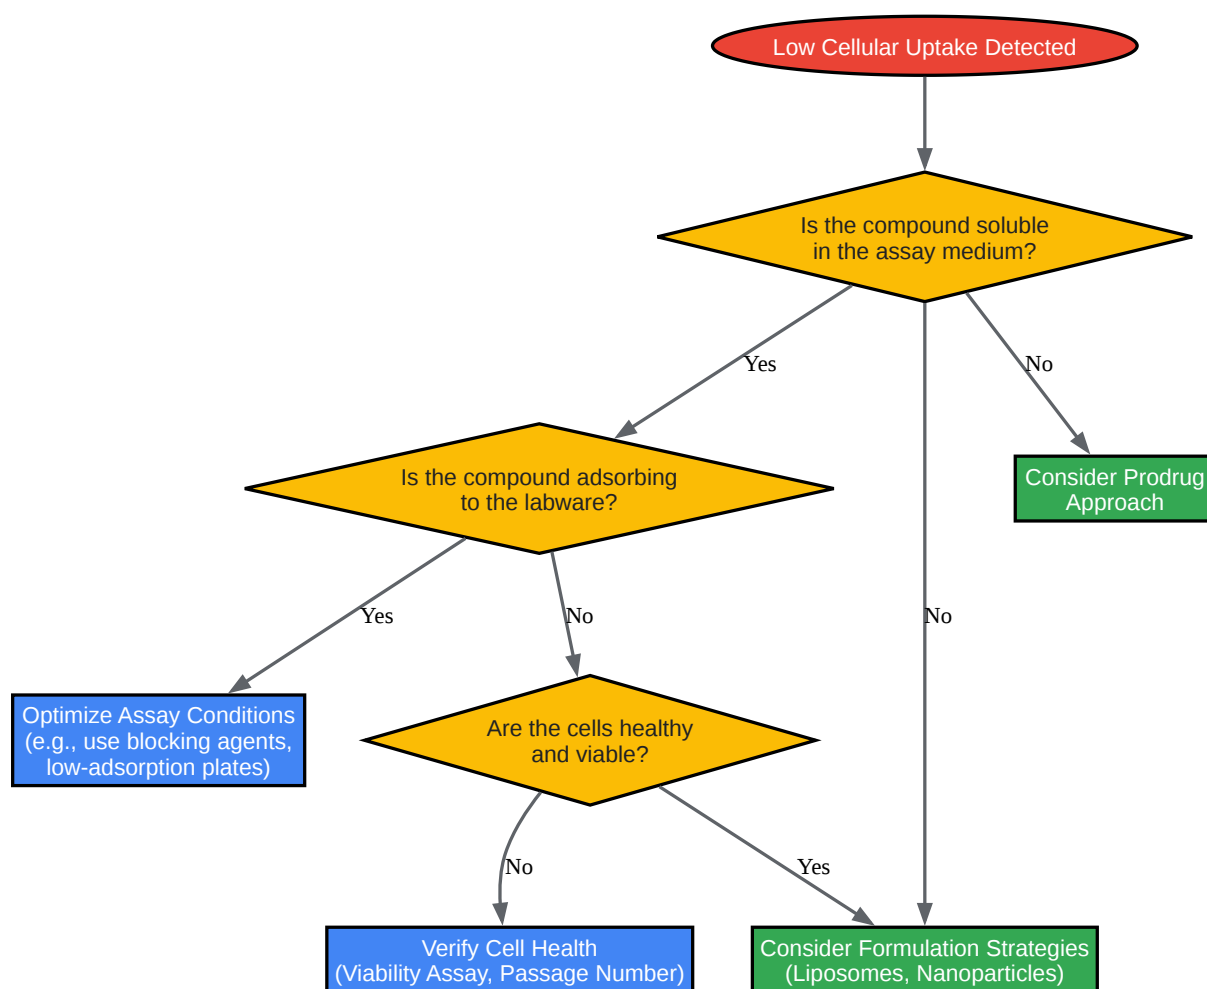 Low Cellular Uptake Detected
Is the compound soluble
in the assay medium?
Yes
No
Is the compound adsorbing
to the labware?
Consider Prodrug
Approach
Yes
No
No
Optimize Assay Conditions
(e.g., use blocking agents,
low-adsorption plates)
Are the cells healthy
and viable?
No
Yes
Verify Cell Health
(Viability Assay, Passage Number)
Consider Formulation Strategies
(Liposomes, Nanoparticles)